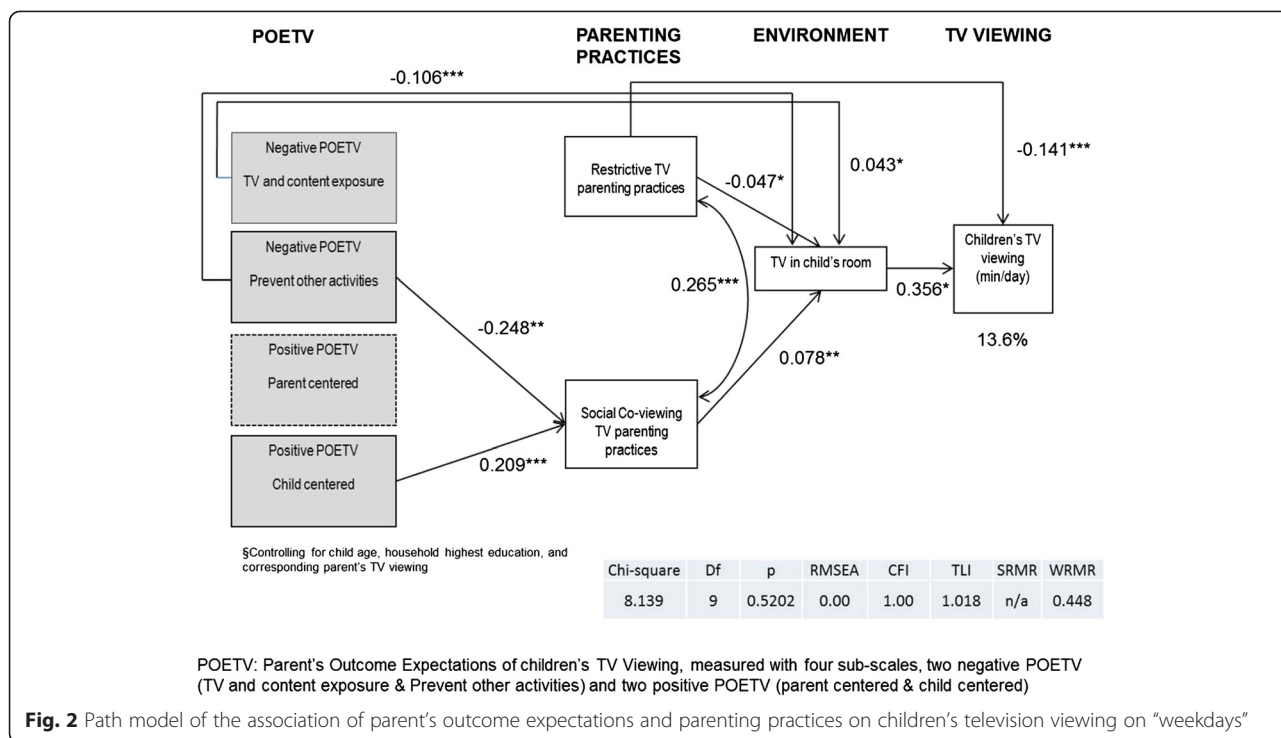 POETV
PARENTING
PRACTICES
ENVIRONMENT
TV VIEWING
-0.106***
Negative POETV
TV and content exposure
Restrictive TV
parenting practices
-0.047*
0.043*
-0.141***
Negative POETV
Prevent other activities
TV in child's room
Children's TV
viewing
(min/day)
0.265***
0.356*
-0.248**
13.6%
Positive POETV
Parent centered
0.078**
Social Co-viewing
TV parenting
practices
Positive POETV
Child centered
0.209***
§Controlling for child age, household highest education, and
corresponding parent's TV viewing
Chi-square Df p RMSEA CFI TLI SRMR WRMR
8.139 9 0.5202 0.00 1.00 1.018 n/a 0.448
POETV: Parent's Outcome Expectations of children's TV Viewing, measured with four sub-scales, two negative POETV
(TV and content exposure & Prevent other activities) and two positive POETV (parent centered & child centered)
Fig. 2 Path model of the association of parent's outcome expectations and parenting practices on children's television viewing on "weekdays"